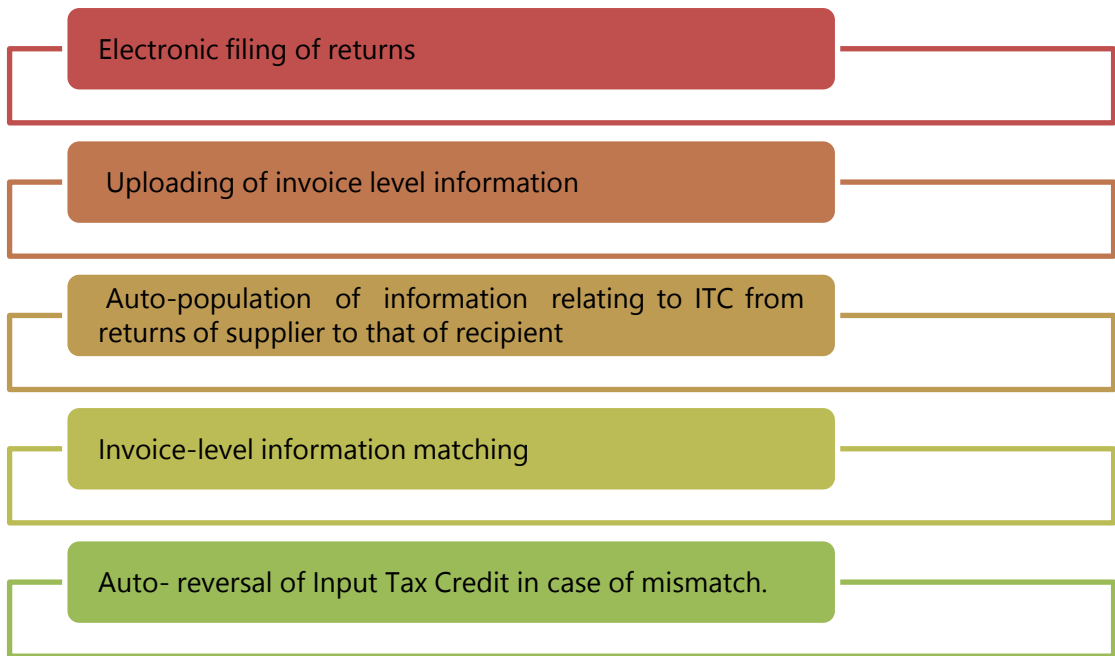 Electronic filing of returns
Uploading of invoice level information
Auto-population of information relating to ITC from
returns of supplier to that of recipient
Invoice-level information matching
Auto- reversal of Input Tax Credit in case of mismatch.